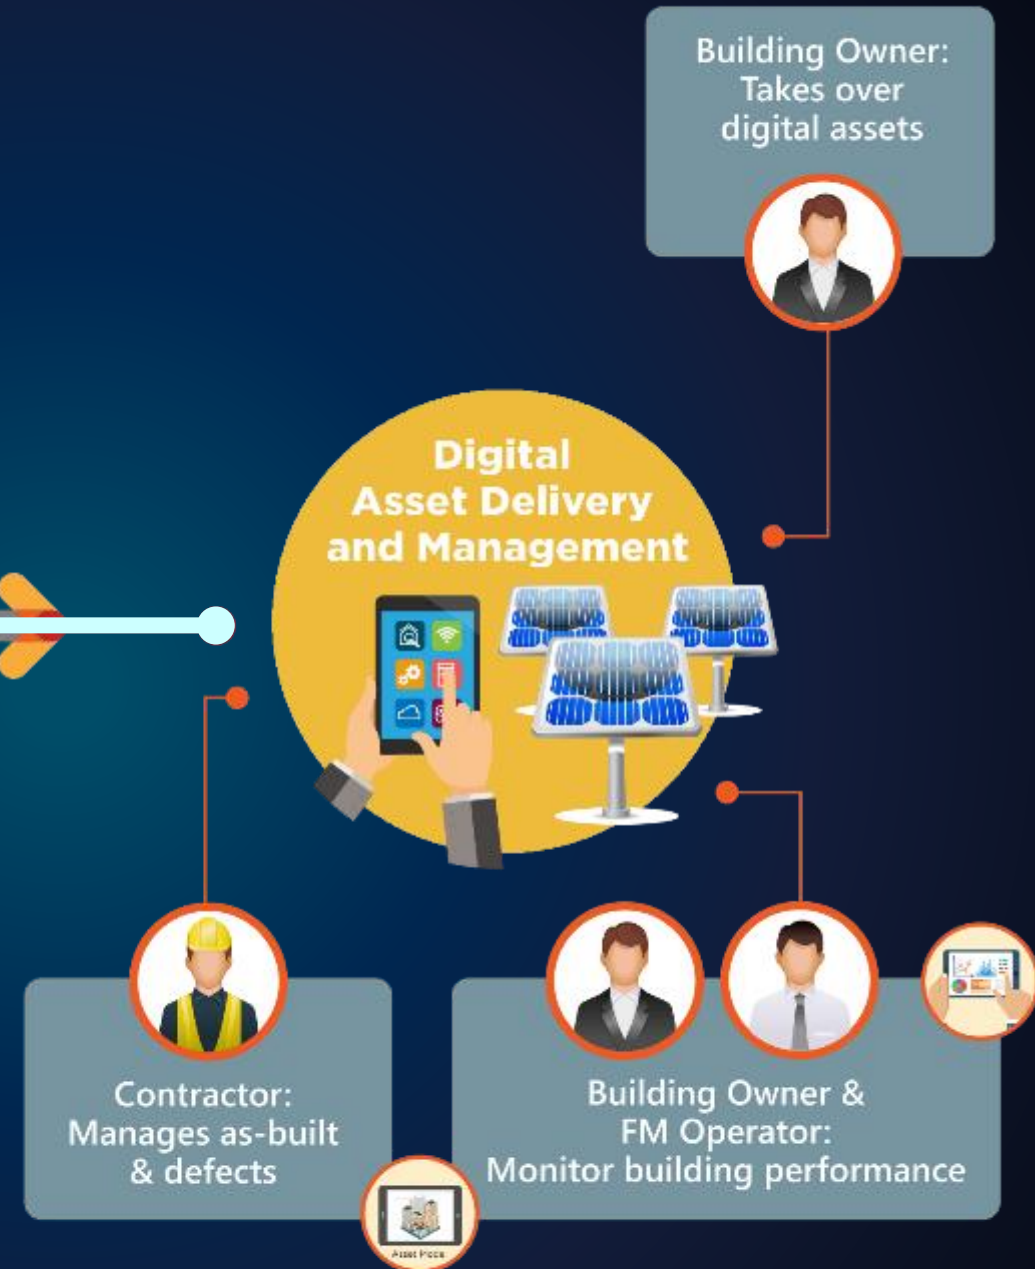 Building Owner:
Takes over
digital assets
Digital
Asset Delivery
and Management
Contractor:
Manages as-built
& defects
Building Owner &
FM Operator:
Monitor building performance
Asset